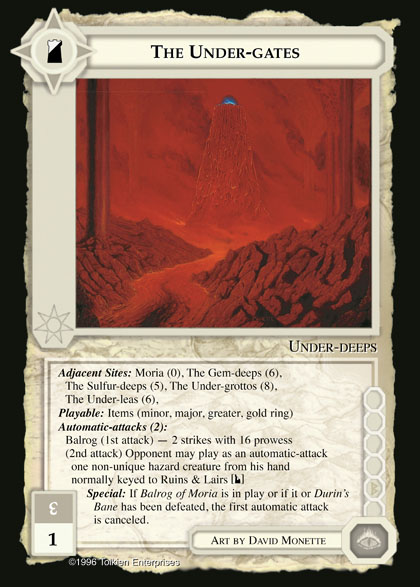 The Under-gates
Under-deeps
Adjacent Sites: Moria (0), The Gem-deeps (6),
The Sulfur-deeps (5), The Under-grottos (8),
The Under-leas (6),
Playable: Items (minor, major, greater, gold ring)
Automatic-attacks (2):
Balrog (1st attack) — 2 strikes with 16 prowess
(2nd attack) Opponent may play as an automatic-attack
one non-unique hazard creature from his hand
normally keyed to Ruins & Lairs []
Special: If Balrog of Moria is in play or if it or Durin's
Bane has been defeated, the first automatic attack
is canceled.
1
Art by David Monette
©1996 Tolkien Enterprises